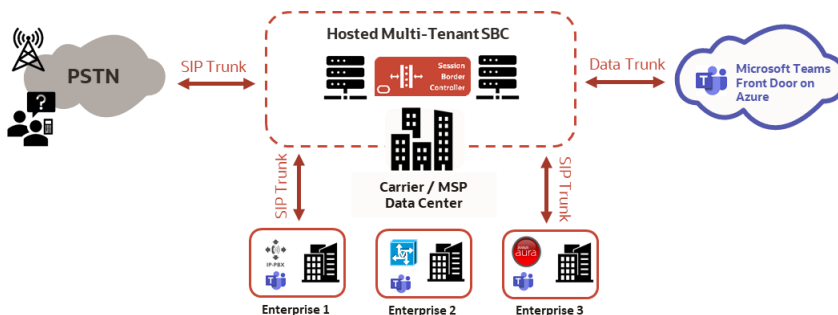 Hosted Multi-Tenant SBC
PSTN
SIP Trunk
Session
Border
Controller
Data Trunk
Microsoft Teams
Front Door on
Azure
?
T
SIP Trunk
Carrier / MSP
Data Center
SIP Trunk
IP-PBX
T
T
aura
T
Enterprise 1
Enterprise 2
Enterprise 3